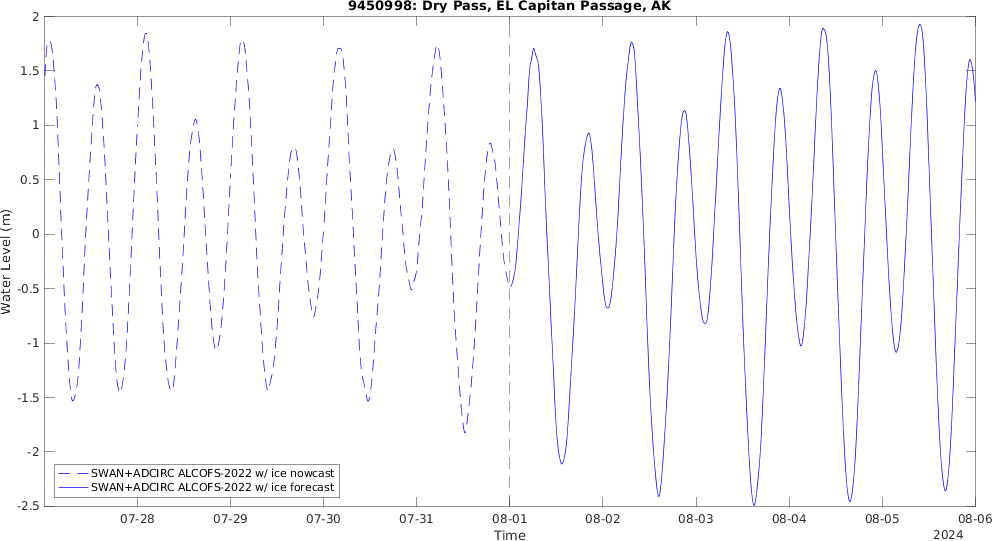 9450998: Dry Pass, EL Capitan Passage, AK
2
1.5
1
0.5
0
-0.5
-1
-1.5
-2
-2.5
Water Level (m)
SWAN+ADCIRC ALCOFS-2022 w/ ice nowcast
SWAN+ADCIRC ALCOFS-2022 w/ ice forecast
07-28 07-29 07-30 07-31 08-01 08-02 08-03 08-04 08-05 08-06
Time
2024